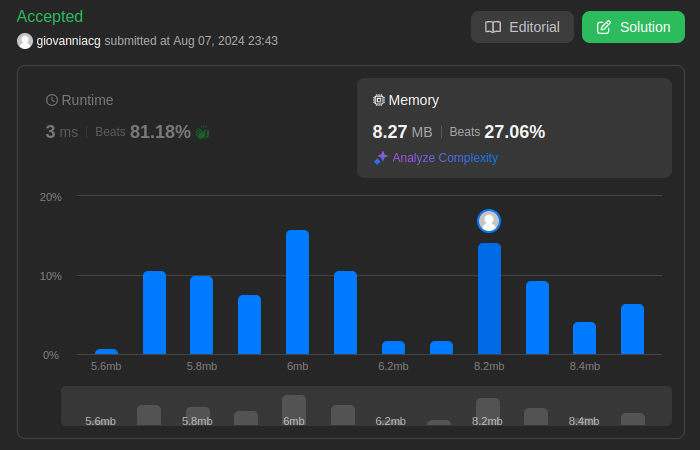 Accepted
Editorial
Solution
giovanniacg submitted at Aug 07, 2024 23:43
Runtime
3 ms Beats 81.18%
Memory
8.27 MB Beats 27.06%
Analyze Complexity
20%
10%
0%
5.6mb 5.8mb 6mb 6.2mb 8.2mb 8.4mb
5.6mb 5.8mb 6mb 6.2mb 8.2mb 8.4mb